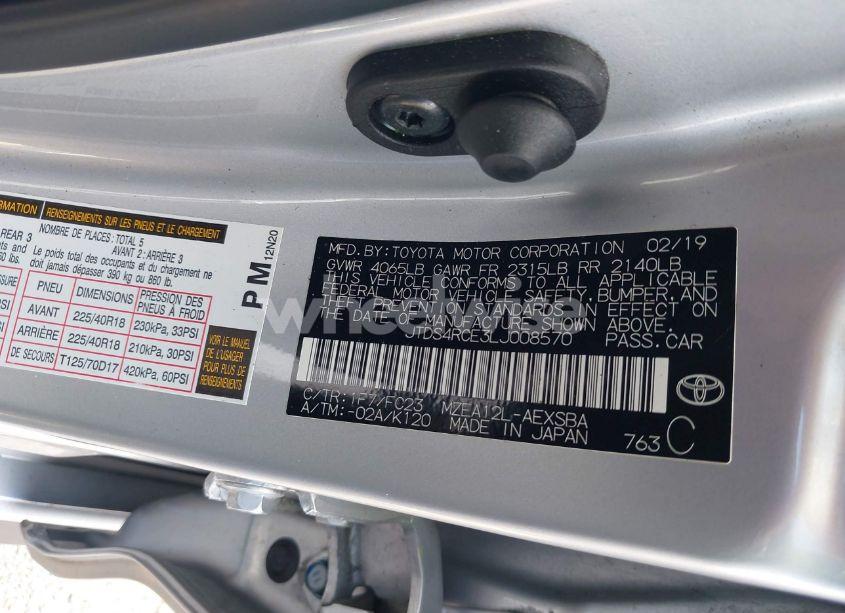 ORMATION
RENSEIGNEMENTS SUR LES PNEUS ET LE CHARGEMENT
REAR 3
NOMBRE DE PLACES: TOTAL 5
AVANT 2: ARRIÈRE 3
Le poids total des occupants et du chargement ne
doit jamais dépasser 390 kg ou 860 lb.
PNEU DIMENSIONS PRESSION DES PNEUS À FROID
AVANT 225/40R18 230kPa, 33PSI
ARRIÈRE 225/40R18 210kPa, 30PSI
DE SECOURS T125/70D17 420kPa, 60PSI
VOIR LE MANUEL
DE L'USAGER
POUR PLUS DE
RENSEIGNEMENTS
PM 12N20
MFD.BY:TOYOTA MOTOR CORPORATION 02/19
GVWR 4065LB GAWR FR 2315LB RR 2140LB
THIS VEHICLE CONFORMS TO ALL APPLICABLE
FEDERAL MOTOR VEHICLE SAFETY, BUMPER, AND
THEFT PREVENTION STANDARDS IN EFFECT ON
THE DATE OF MANUFACTURE SHOWN ABOVE.
JTDS4RCE3LJ008570 PASS.CAR
C/TR:1F7/FC23 MZEA12L-AEXSBA
A/TM:-02A/K120 MADE IN JAPAN
763 C
TOYOTA
wheelwise